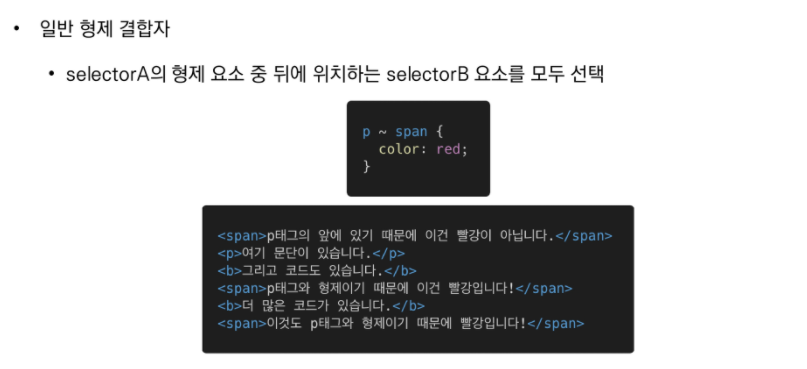 • 일반 형제 결합자
• selectorA의 형제 요소 중 뒤에 위치하는 selectorB 요소를 모두 선택
p ~ span {
  color: red;
}
<span>p태그의 앞에 있기 때문에 이건 빨강이 아닙니다.</span>
<p>여기 문단이 있습니다.</p>
<b>그리고 코드도 있습니다.</b>
<span>p태그와 형제이기 때문에 이건 빨강입니다!</span>
<b>더 많은 코드가 있습니다.</b>
<span>이것도 p태그와 형제이기 때문에 빨강입니다!</span>